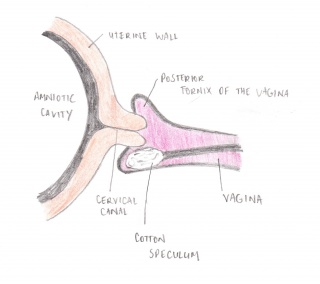 UTERINE WALL
POSTERIOR
FORNIX OF THE VAGINA
AMNIOTIC
CAVITY
VAGINA
CERVICAL
CANAL
COTTON
SPECULUM